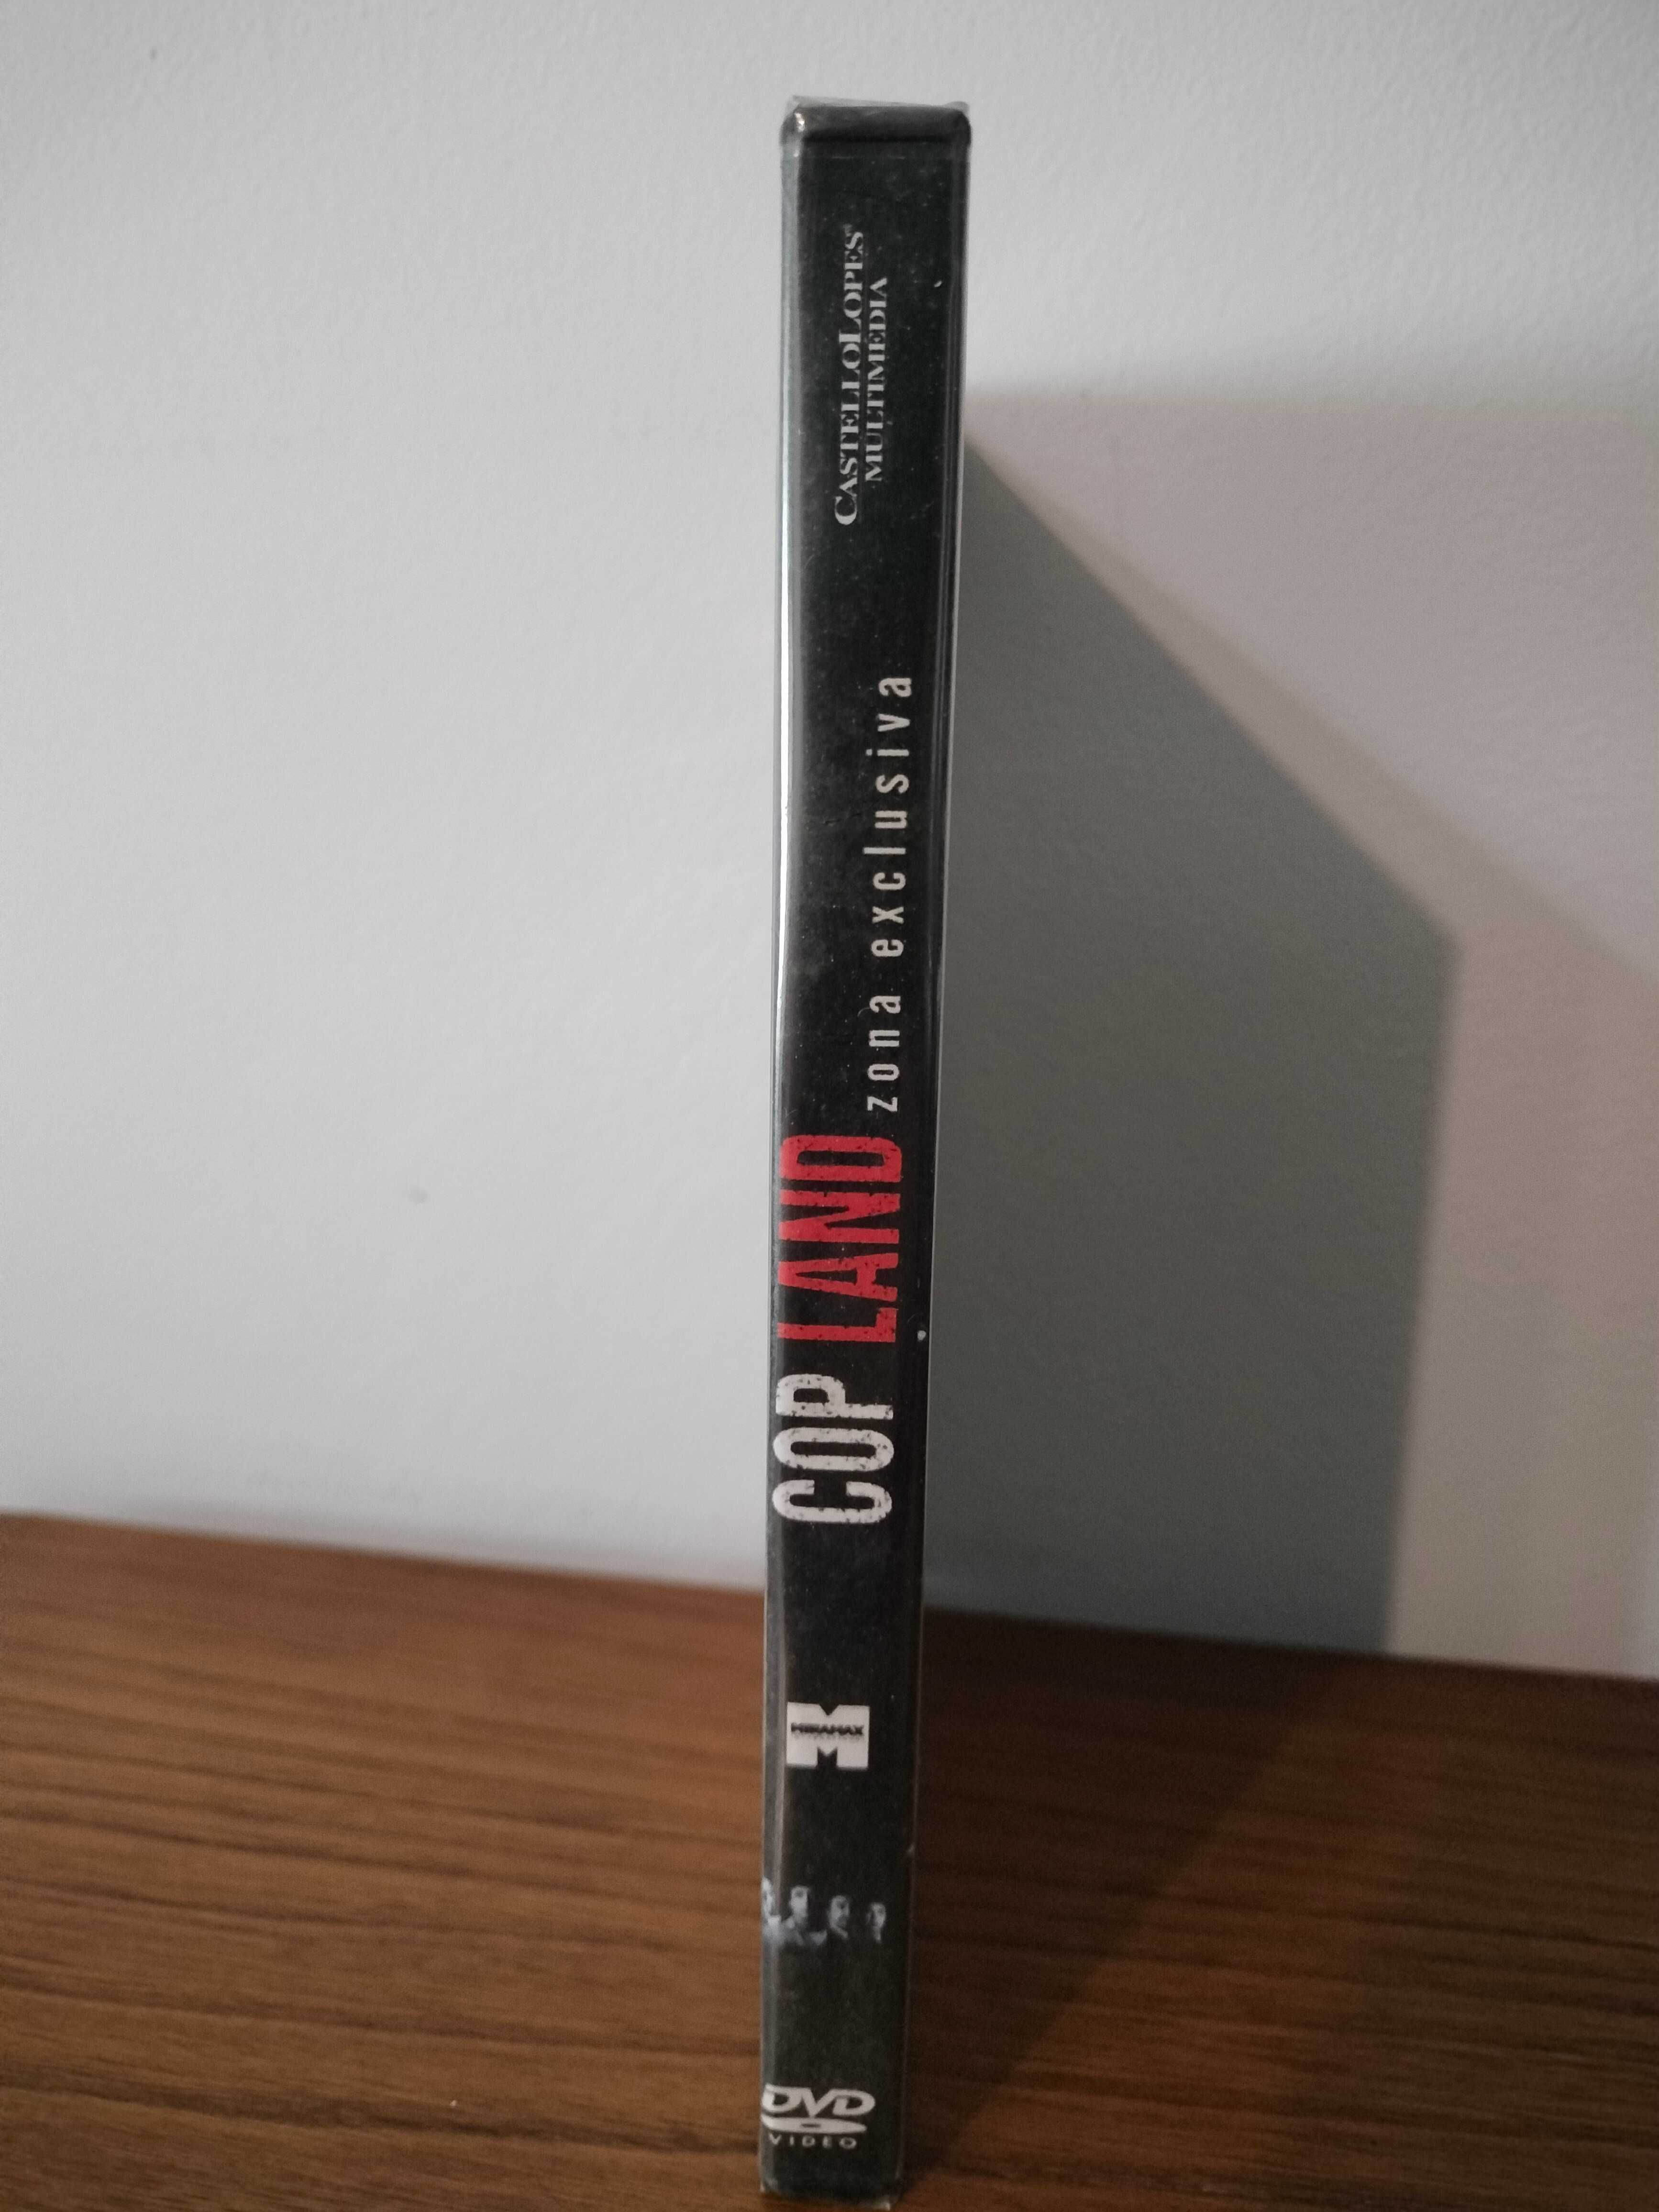 CASTELLOLOPES
MULTIMEDIA
COP LAND zona exclusiva
MIRAMAX
DVD
VIDEO